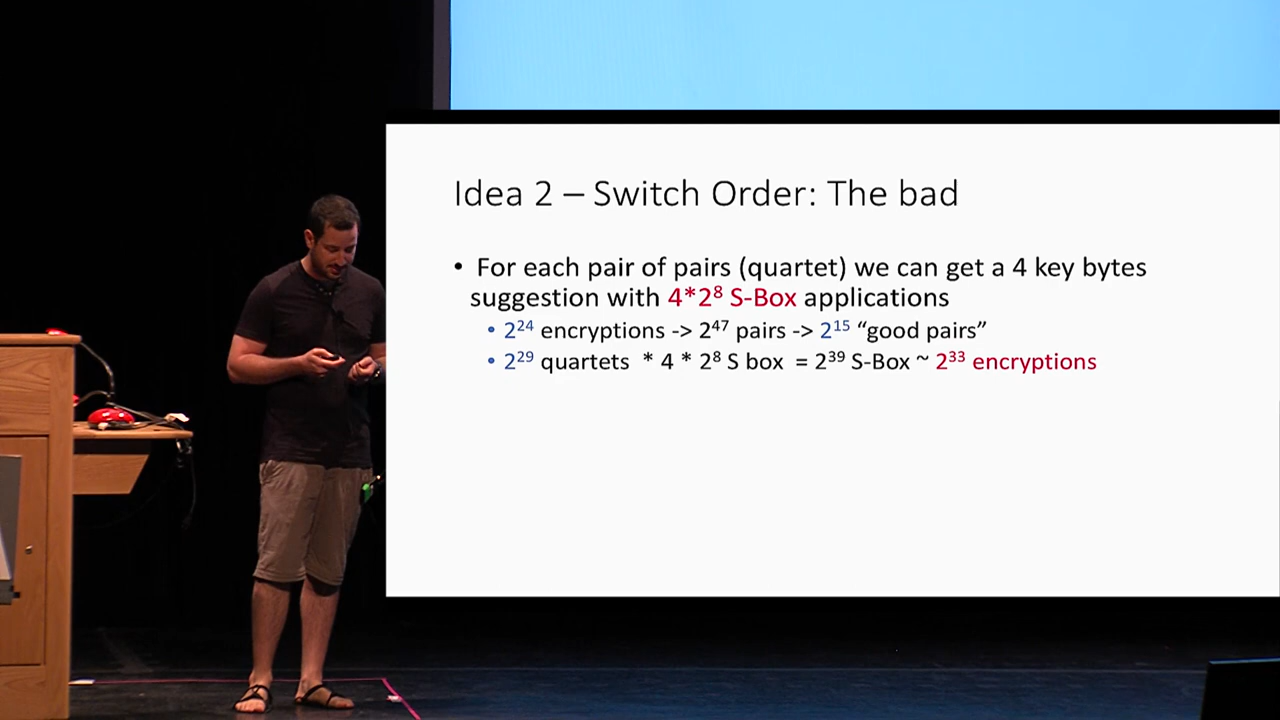 Idea 2 – Switch Order: The bad
• For each pair of pairs (quartet) we can get a 4 key bytes
suggestion with 4*2⁸ S-Box applications
• 2²⁴ encryptions -> 2⁴⁷ pairs -> 2¹⁵ “good pairs”
• 2²⁹ quartets * 4 * 2⁸ S box = 2³⁹ S-Box ~ 2³³ encryptions